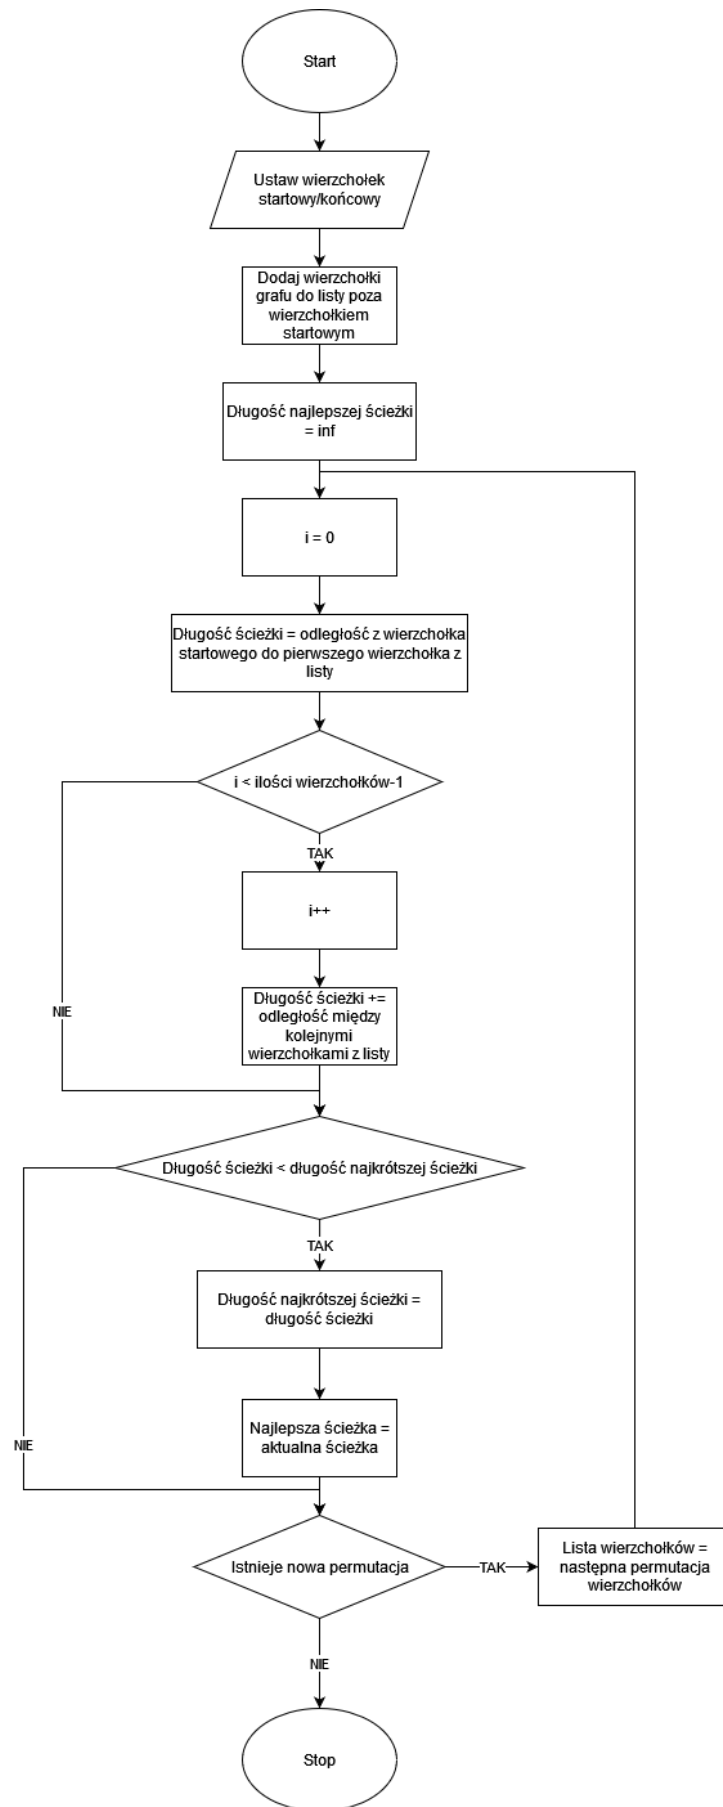 Start
Ustaw wierzchołek
startowy/końcowy
Dodaj wierzchołki
grafu do listy poza
wierzchołkiem
startowym
Długość najlepszej ścieżki
= inf
i = 0
Długość ścieżki = odległość z wierzchołka
startowego do pierwszego wierzchołka z
listy
i < ilości wierzchołków-1
TAK
i++
NIE
Długość ścieżki +=
odległość między
kolejnymi
wierzchołkami z listy
Długość ścieżki < długość najkrótszej ścieżki
TAK
Długość najkrótszej ścieżki =
długość ścieżki
NIE
Najlepsza ścieżka =
aktualna ścieżka
Istnieje nowa permutacja
TAK
Lista wierzchołków =
następna permutacja
wierzchołków
NIE
Stop